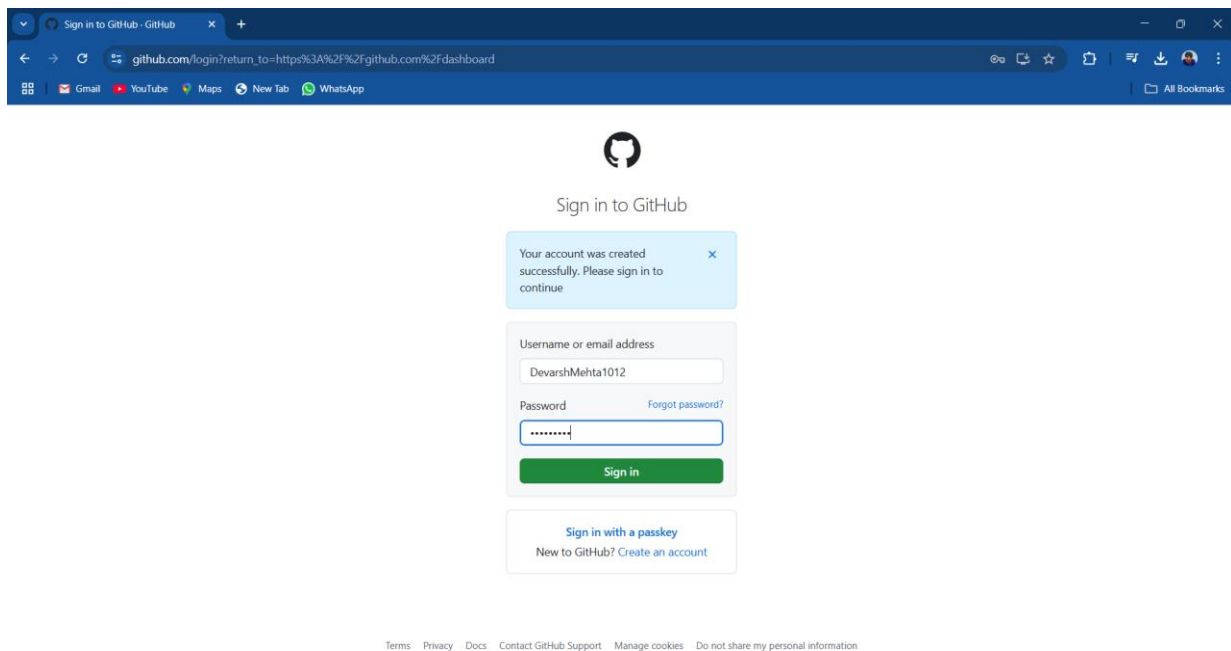 Sign in to GitHub · GitHub
github.com/login?return_to=https%3A%2F%2Fgithub.com%2Fdashboard
Gmail YouTube Maps New Tab WhatsApp All Bookmarks
Sign in to GitHub
Your account was created
successfully. Please sign in to
continue
Username or email address
DevarshMehta1012
Password Forgot password?
Sign in
Sign in with a passkey
New to GitHub? Create an account
Terms Privacy Docs Contact GitHub Support Manage cookies Do not share my personal information